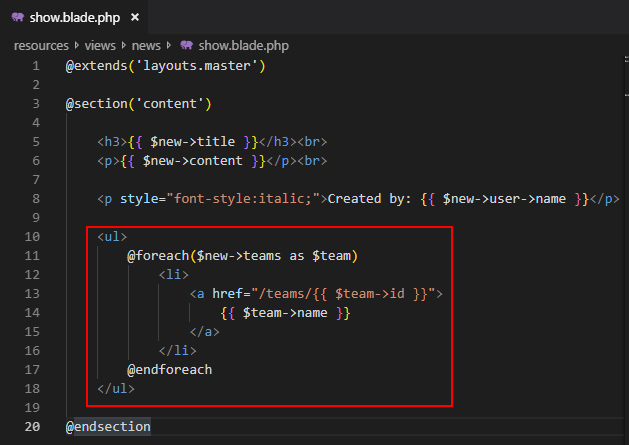 show.blade.php ×
resources > views > news > show.blade.php
1 @extends('layouts.master')
2
3 @section('content')
4
5 <h3>{{ $new->title }}</h3><br>
6 <p>{{ $new->content }}</p><br>
7
8 <p style="font-style:italic;">Created by: {{ $new->user->name }}</p>
9
10 <ul>
11 @foreach($new->teams as $team)
12 <li>
13 <a href="/teams/{{ $team->id }}">
14 {{ $team->name }}
15 </a>
16 </li>
17 @endforeach
18 </ul>
19
20 @endsection